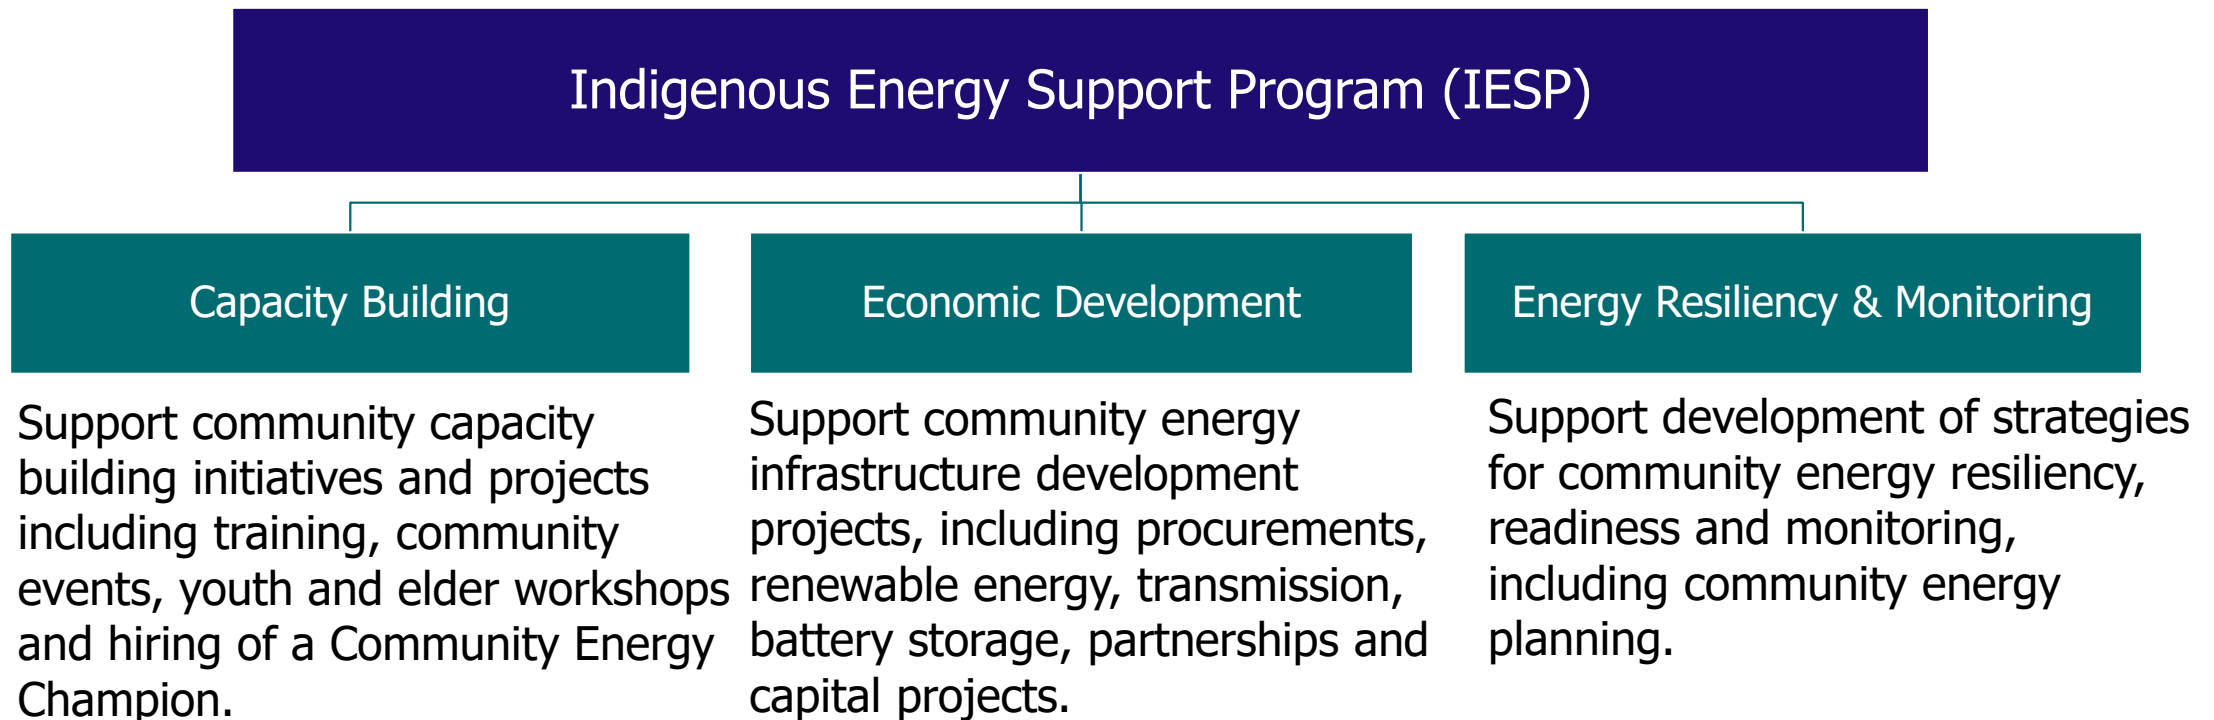 Indigenous Energy Support Program (IESP)
Capacity Building
Support community capacity
building initiatives and projects
including training, community
events, youth and elder workshops
and hiring of a Community Energy
Champion.
Economic Development
Support community energy
infrastructure development
projects, including procurements,
renewable energy, transmission,
battery storage, partnerships and
capital projects.
Energy Resiliency & Monitoring
Support development of strategies
for community energy resiliency,
readiness and monitoring,
including community energy
planning.